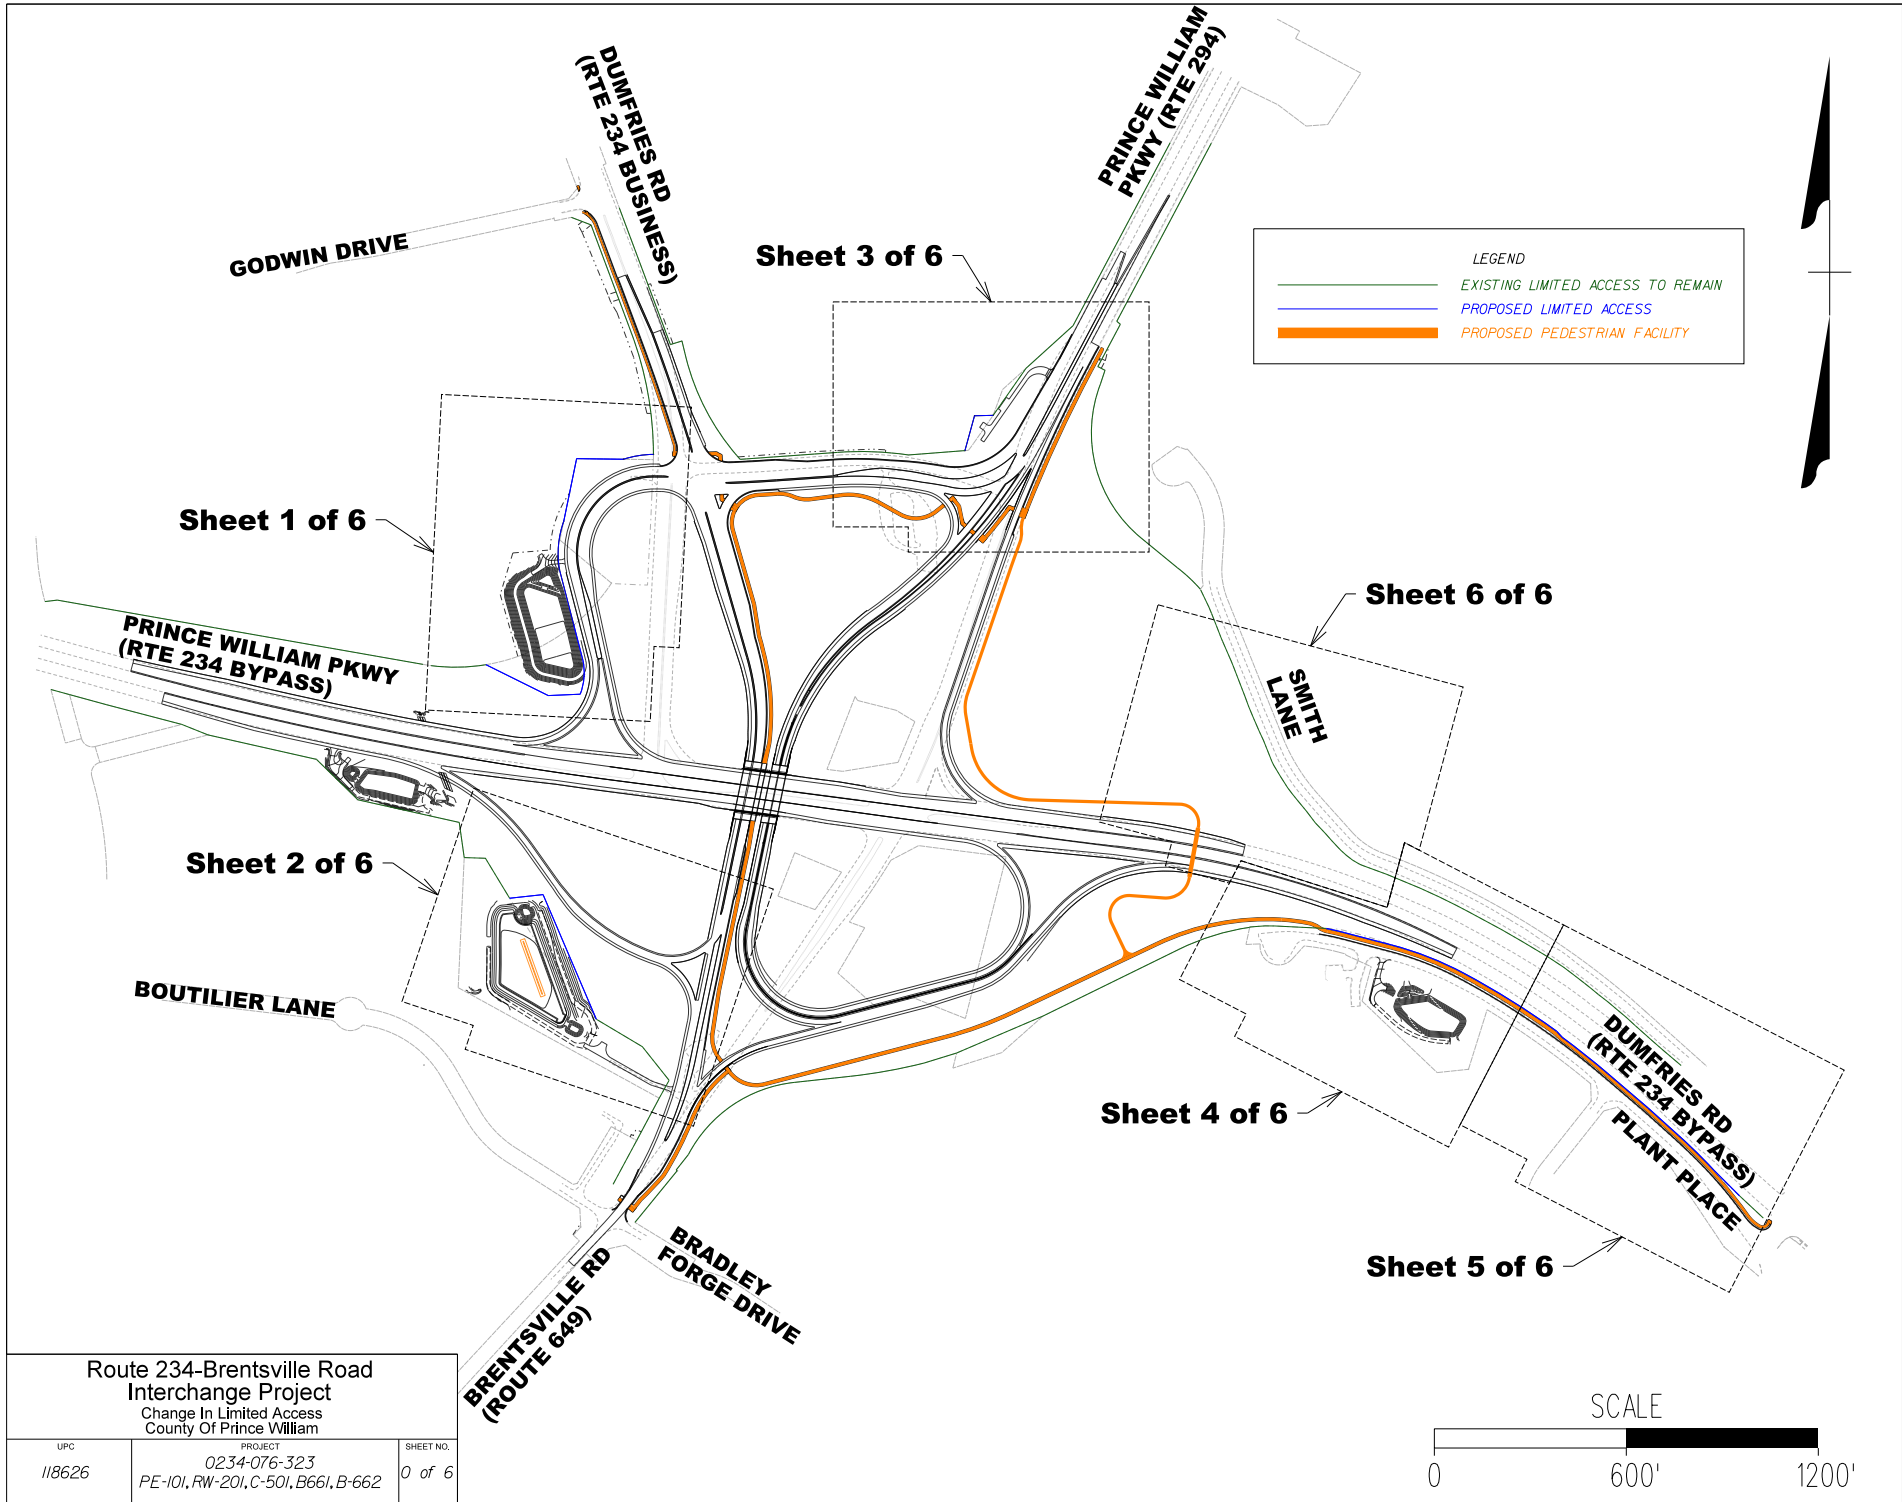 DUMFRIES RD
(RTE 234 BUSINESS)
PRINCE WILLIAM
PKWY (RTE 294)
GODWIN DRIVE
Sheet 3 of 6
LEGEND
EXISTING LIMITED ACCESS TO REMAIN
PROPOSED LIMITED ACCESS
PROPOSED PEDESTRIAN FACILITY
Sheet 1 of 6
Sheet 6 of 6
PRINCE WILLIAM PKWY
(RTE 234 BYPASS)
SMITH
LANE
Sheet 2 of 6
BOUTILIER LANE
DUMFRIES RD
(RTE 234 BYPASS)
PLANT PLACE
Sheet 4 of 6
Sheet 5 of 6
BRADLEY
FORGE DRIVE
BRENTSVILLE RD
(ROUTE 649)
Route 234-Brentsville Road
Interchange Project
Change In Limited Access
County Of Prince William
UPC
118626
PROJECT
0234-076-323
PE-101, RW-201, C-501, B661, B-662
SHEET NO.
0 of 6
SCALE
0 600' 1200'